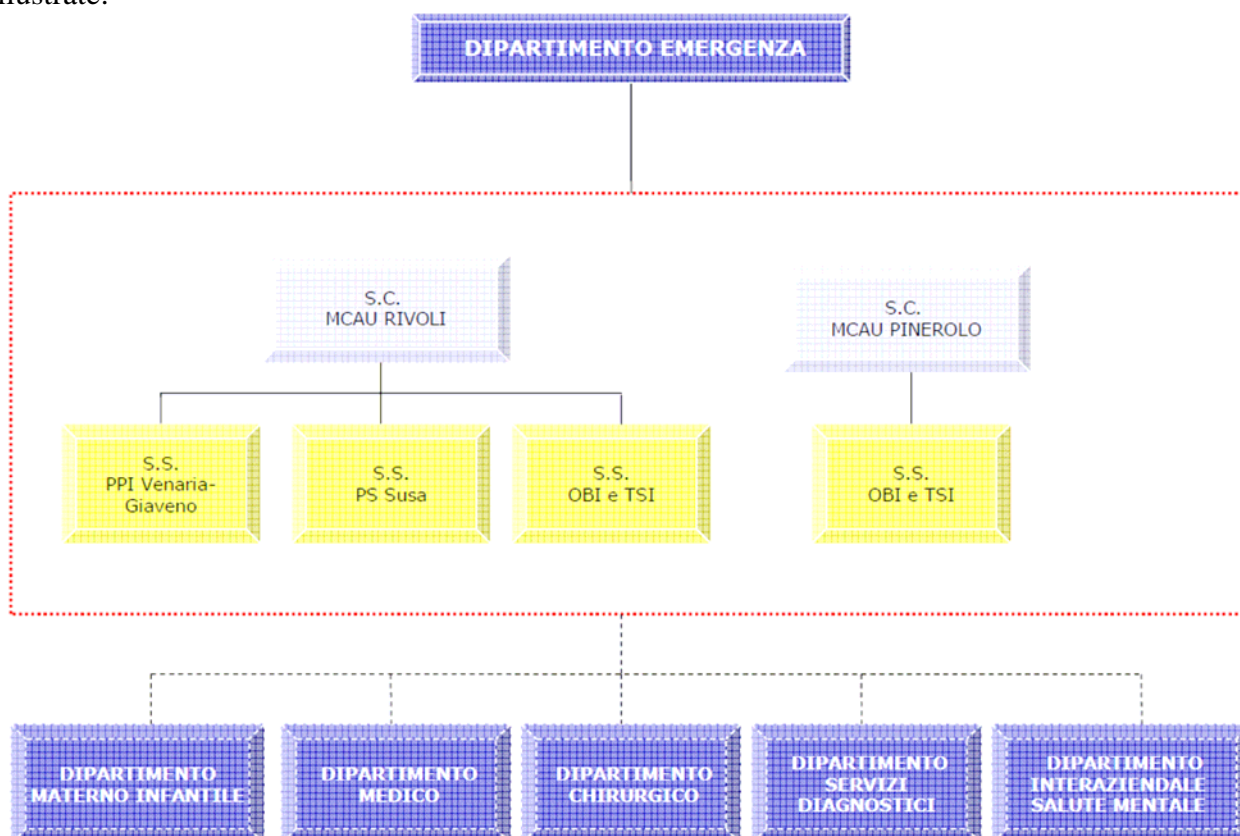 DIPARTIMENTO EMERGENZA
S.C.
MCAU RIVOLI
S.C.
MCAU PINEROLO
S.S.
PPI Venaria-
Giaveno
S.S.
PS Susa
S.S.
OBI e TSI
S.S.
OBI e TSI
DIPARTIMENTO
MATERNO INFANTILE
DIPARTIMENTO
MEDICO
DIPARTIMENTO
CHIRURGICO
DIPARTIMENTO
SERVIZI
DIAGNOSTICI
DIPARTIMENTO
INTERAZIENDALE
SALUTE MENTALE